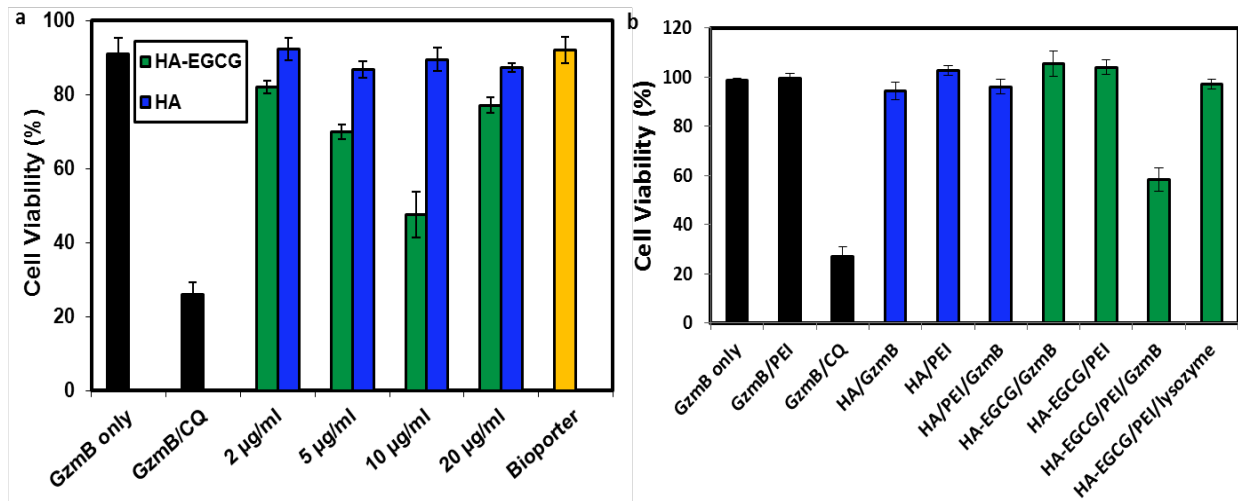 a
Cell Viability (%)
100
80
60
40
20
0
HA-EGCG
HA
GzmB only
GzmB/CQ
2 µg/ml
5 µg/ml
10 µg/ml
20 µg/ml
Bioporter
b
Cell Viability (%)
120
100
80
60
40
20
0
GzmB only
GzmB/PEI
GzmB/CQ
HA/GzmB
HA/PEI
HA/PEI/GzmB
HA-EGCG/GzmB
HA-EGCG/PEI
HA-EGCG/PEI/GzmB
HA-EGCG/PEI/lysozyme